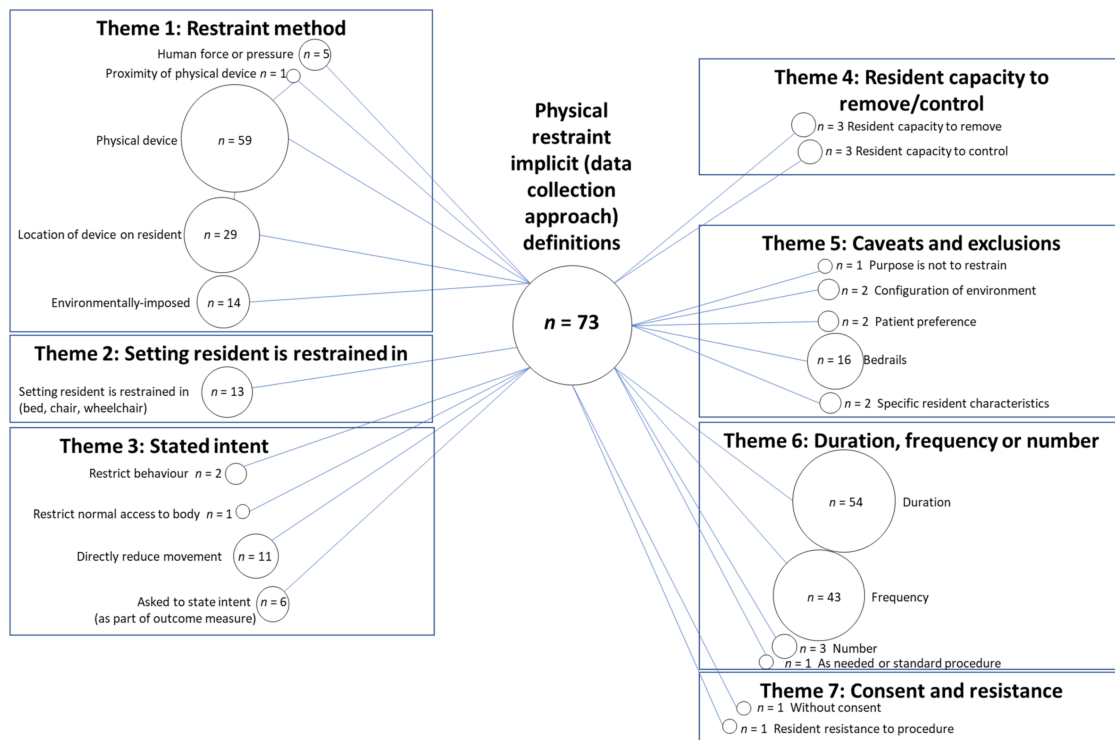 Theme 1: Restraint method
Human force or pressure n = 5
Proximity of physical device n = 1
Physical device n = 59
Location of device on resident n = 29
Environmentally-imposed n = 14
Theme 2: Setting resident is restrained in
Setting resident is restrained in
(bed, chair, wheelchair)
n = 13
Theme 3: Stated intent
Restrict behaviour n = 2
Restrict normal access to body n = 1
Directly reduce movement n = 11
Asked to state intent
(as part of outcome measure)
n = 6
Physical
restraint
implicit (data
collection
approach)
definitions
n = 73
Theme 4: Resident capacity to
remove/control
n = 3 Resident capacity to remove
n = 3 Resident capacity to control
Theme 5: Caveats and exclusions
n = 1 Purpose is not to restrain
n = 2 Configuration of environment
n = 2 Patient preference
n = 16 Bedrails
n = 2 Specific resident characteristics
Theme 6: Duration, frequency or number
n = 54 Duration
n = 43 Frequency
n = 3 Number
n = 1 As needed or standard procedure
Theme 7: Consent and resistance
n = 1 Without consent
n = 1 Resident resistance to procedure